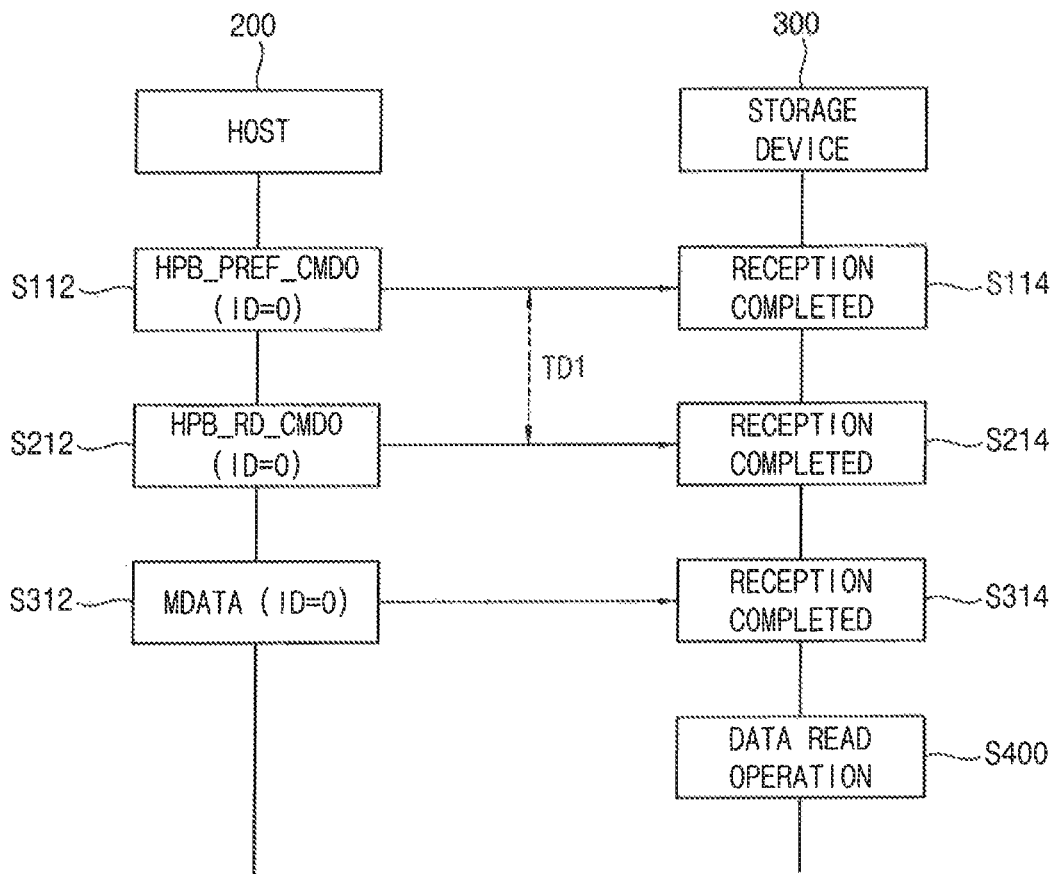 200
300
HOST
STORAGE
DEVICE
S112
HPB_PREF_CMD0
(ID=0)
RECEPTION
COMPLETED
S114
TD1
S212
HPB_RD_CMD0
(ID=0)
RECEPTION
COMPLETED
S214
S312
MDATA (ID=0)
RECEPTION
COMPLETED
S314
DATA READ
OPERATION
S400